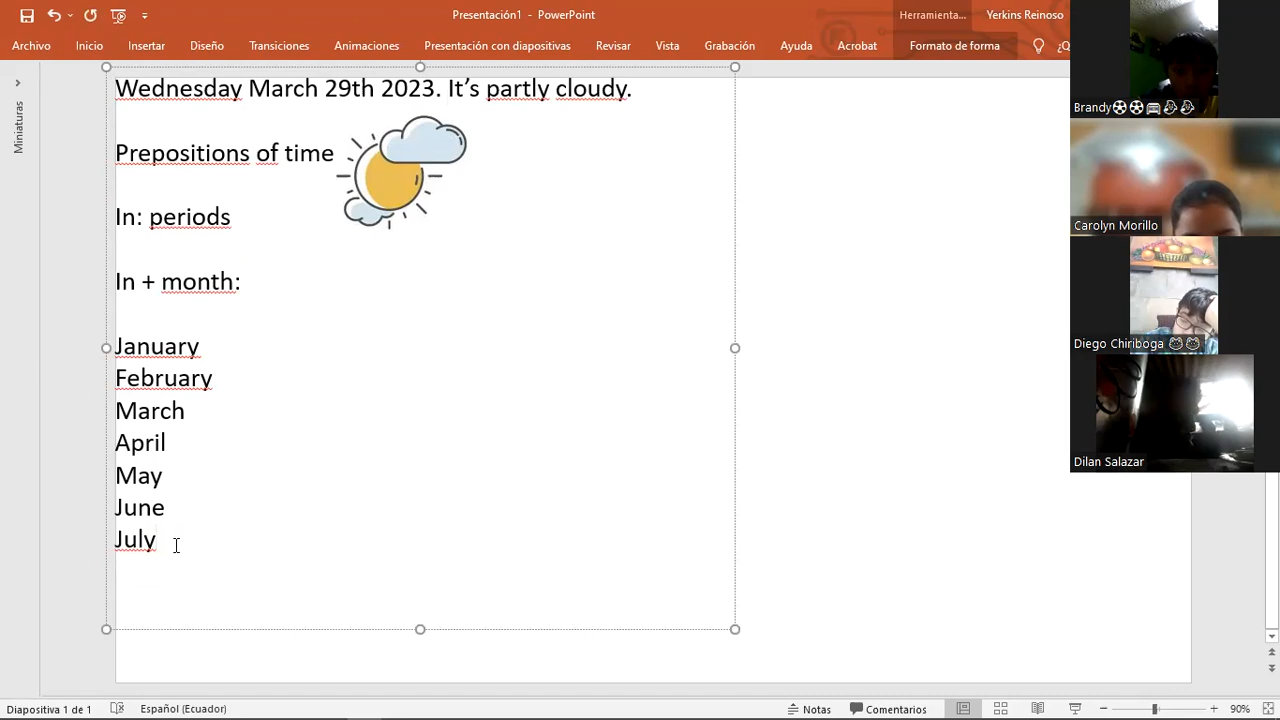 Presentación1 - PowerPoint
Herramienta...
Yerkins Reinoso
Archivo Inicio Insertar Diseño Transiciones Animaciones Presentación con diapositivas Revisar Vista Grabación Ayuda Acrobat Formato de forma ¿Q
Miniaturas
Wednesday March 29th 2023. It's partly cloudy.
Prepositions of time
In: periods
In + month:
January
February
March
April
May
June
July
Brandy⚽⚽
Carolyn Morillo
Diego Chiriboga
Dilan Salazar
Diapositiva 1 de 1 Español (Ecuador) Notas Comentarios 90%